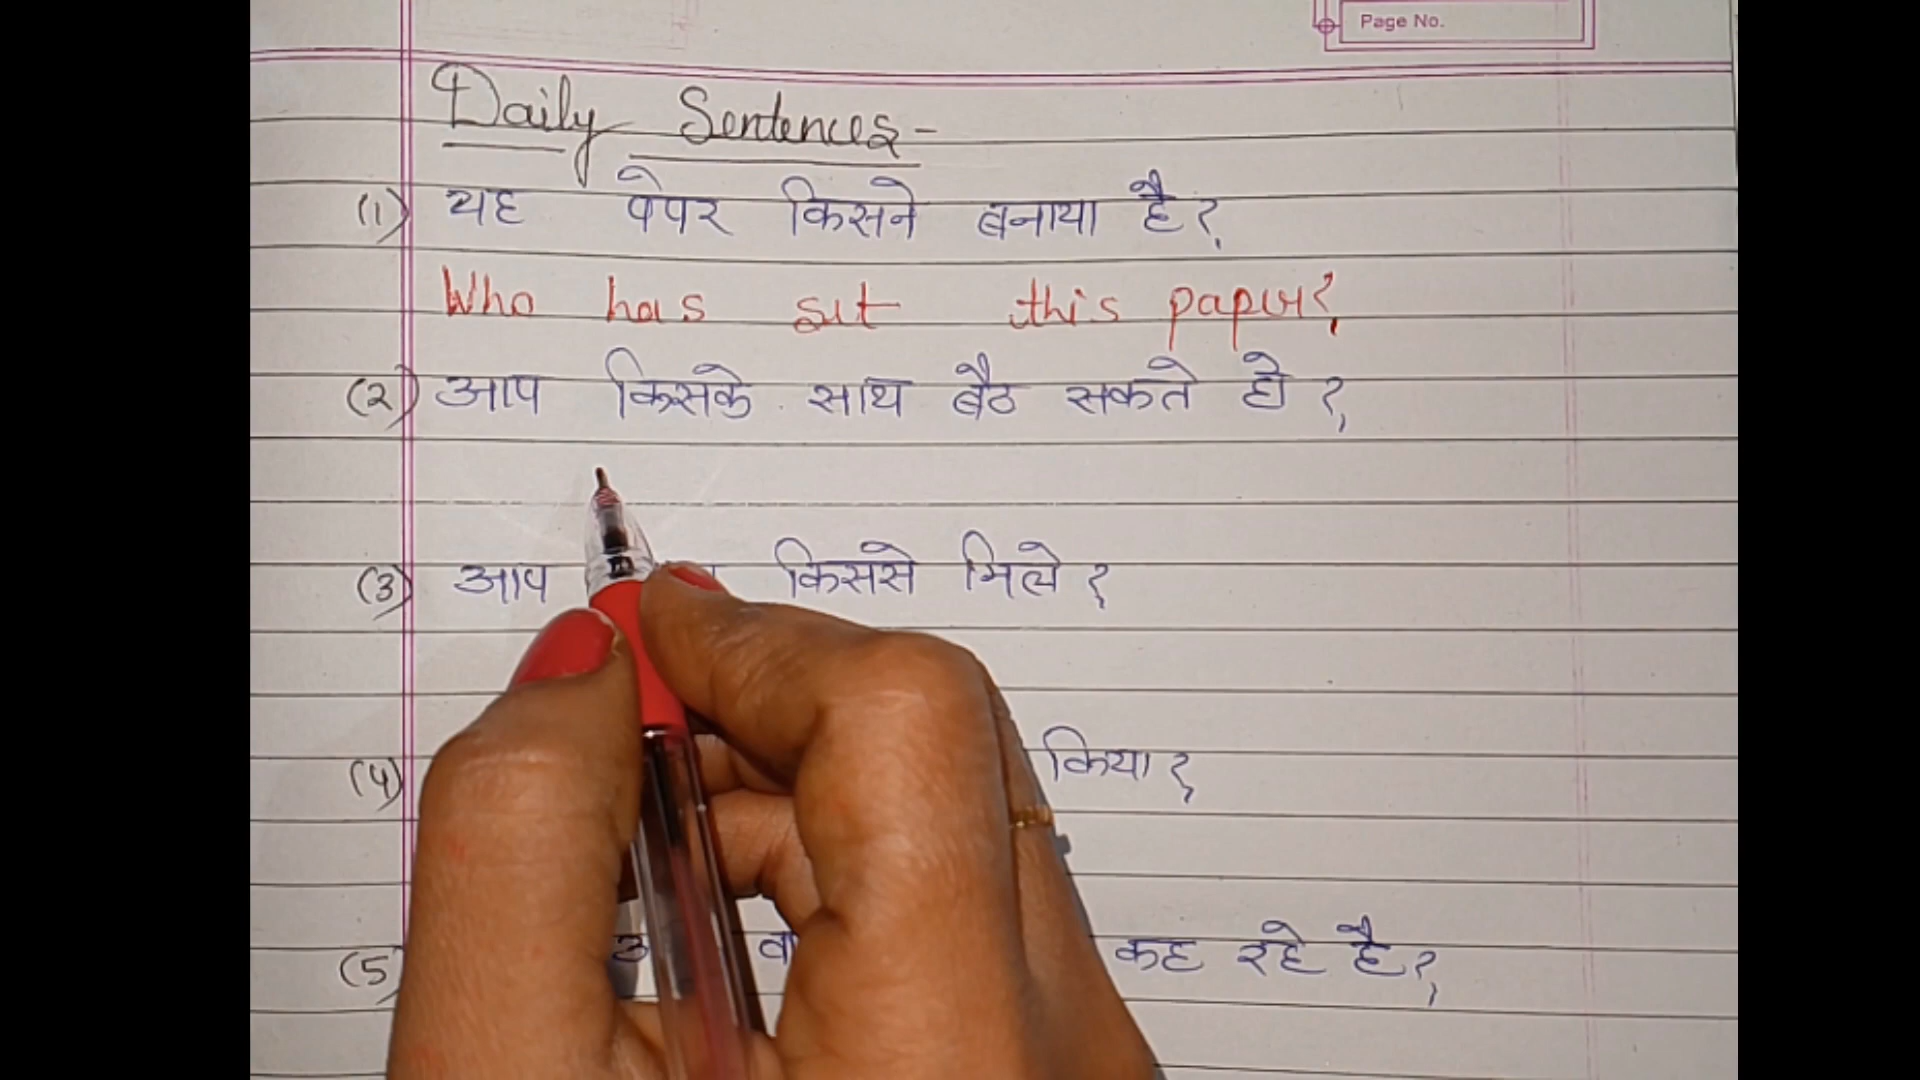 Page No.
Daily Sentences-
(1) यह पेपर किसने बनाया है?
Who has set this paper?
(2) आप किसके साथ बैठ सकते हो?
(3) आप किससे मिले?
(4) किया?
(5) कह रहे है?